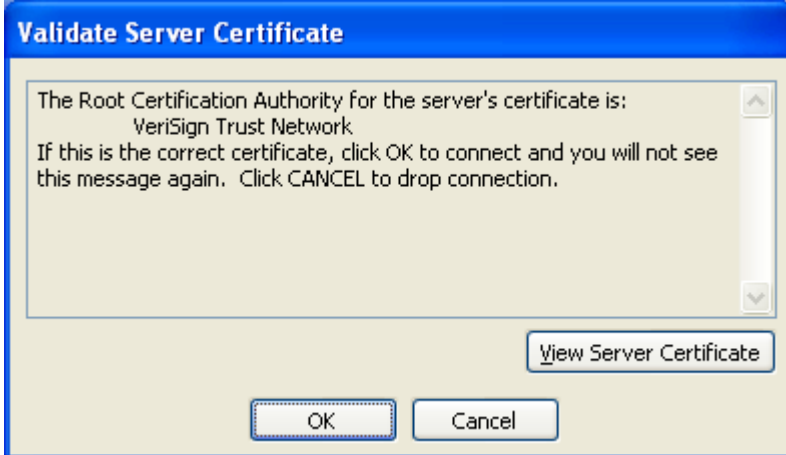 Validate Server Certificate
The Root Certification Authority for the server's certificate is:
VeriSign Trust Network
If this is the correct certificate, click OK to connect and you will not see
this message again.  Click CANCEL to drop connection.
View Server Certificate
OK
Cancel